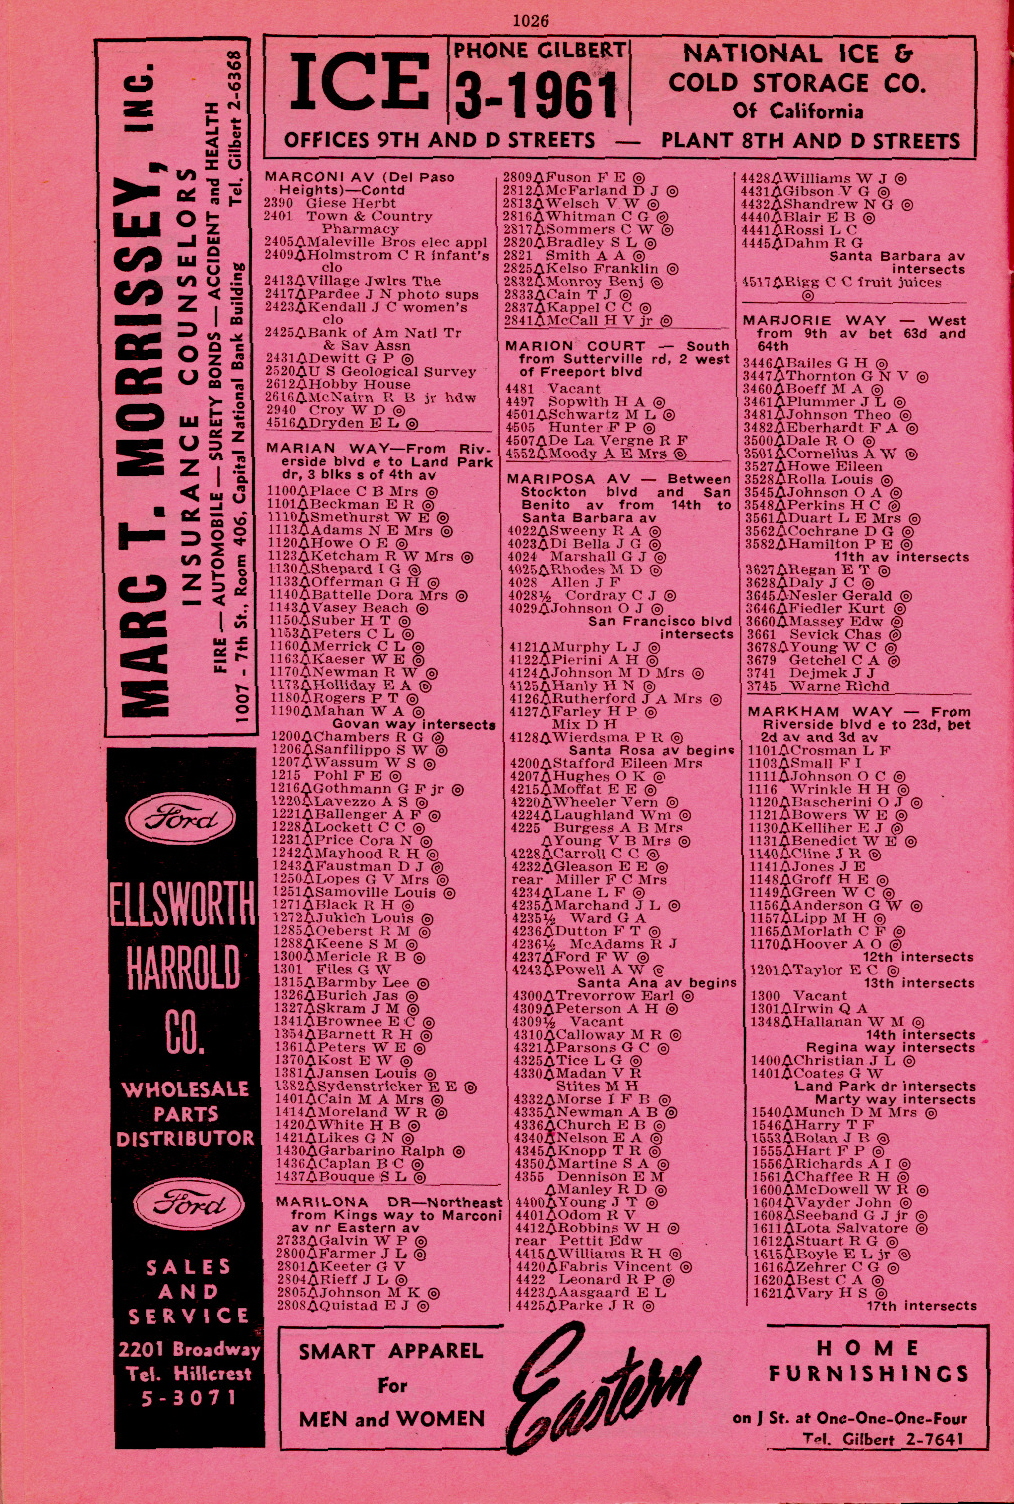 1026
MARC T. MORRISSEY, INC.
INSURANCE COUNSELORS
FIRE — AUTOMOBILE — SURETY BONDS — ACCIDENT and HEALTH
1007 - 7th St., Room 406, Capital National Bank Building Tel. Gilbert 2-6368
ICE
PHONE GILBERT
3-1961
NATIONAL ICE &
COLD STORAGE CO.
Of California
OFFICES 9TH AND D STREETS — PLANT 8TH AND D STREETS
MARCONI AV (Del Paso
Heights)—Contd
2390 Giese Herbt
2401 Town & Country
Pharmacy
2405△Maleville Bros elec appl
2409△Holmstrom C R infant's
clo
2413△Village Jwlrs The
2417△Pardee J N photo sups
2423△Kendall J C women's
clo
2425△Bank of Am Natl Tr
& Sav Assn
2431△Dewitt G P ◎
2520△U S Geological Survey
2612△Hobby House
2616△McNairn R B jr hdw
2940 Croy W D ◎
4516△Dryden E L ◎
MARIAN WAY—From Riv-
erside blvd e to Land Park
dr, 3 blks s of 4th av
1100△Place C B Mrs ◎
1101△Beckman E R ◎
1110△Smethurst W E ◎
1113△Adams N E Mrs ◎
1120△Howe O E ◎
1123△Ketcham R W Mrs ◎
1130△Shepard I G ◎
1133△Offerman G H ◎
1140△Battelle Dora Mrs ◎
1143△Vasey Beach ◎
1150△Suber H T ◎
1153△Peters C L ◎
1160△Merrick C L ◎
1163△Kaeser W E ◎
1170△Newman R W ◎
1173△Holliday E A ◎
1180△Rogers F T ◎
1190△Mahan W A ◎
Govan way intersects
1200△Chambers R G ◎
1206△Sanfilippo S W ◎
1207△Wassum W S ◎
1215 Pohl F E ◎
1216△Gothmann G F jr ◎
1220△Lavezzo A S ◎
1221△Ballenger A F ◎
1228△Lockett C C ◎
1231△Price Cora N ◎
1242△Mayhood R H ◎
1243△Faustman D J ◎
1250△Lopes G V Mrs ◎
1251△Samoville Louis ◎
1271△Black R H ◎
1272△Jukich Louis ◎
1285△Oeberst R M ◎
1288△Keene S M ◎
1300△Mericle R B ◎
1301 Files G W
1315△Barmby Lee ◎
1326△Burich Jas ◎
1327△Skram J M ◎
1341△Brownee E C ◎
1354△Barnett R H ◎
1361△Peters W E ◎
1370△Kost E W ◎
1381△Jansen Louis ◎
1382△Sydenstricker E E ◎
1401△Cain M A Mrs ◎
1414△Moreland W R ◎
1420△White H B ◎
1421△Likes G N ◎
1430△Garbarino Ralph ◎
1436△Caplan B C ◎
1437△Bouque S L ◎
MARILONA DR—Northeast
from Kings way to Marconi
av nr Eastern av
2733△Galvin W P ◎
2800△Farmer J L ◎
2801△Keeter G V
2804△Rieff J L ◎
2805△Johnson M K ◎
2808△Quistad E J ◎
2809△Fuson F E ◎
2812△McFarland D J ◎
2813△Welsch V W ◎
2816△Whitman C G ◎
2817△Sommers C W ◎
2820△Bradley S L ◎
2821 Smith A A ◎
2825△Kelso Franklin ◎
2832△Monroy Benj ◎
2833△Cain T J ◎
2837△Kappel C C ◎
2841△McCall H V jr ◎
MARION COURT — South
from Sutterville rd, 2 west
of Freeport blvd
4481 Vacant
4497 Sopwith H A ◎
4501△Schwartz M L ◎
4505 Hunter F P ◎
4507△De La Vergne R F
4552△Moody A E Mrs ◎
MARIPOSA AV — Between
Stockton blvd and San
Benito av from 14th to
Santa Barbara av
4022△Sweeny R A ◎
4023△Di Bella J G ◎
4024 Marshall G J ◎
4025△Rhodes M D ◎
4028 Allen J F
4028½ Cordray C J ◎
4029△Johnson O J ◎
San Francisco blvd
intersects
4121△Murphy L J ◎
4122△Pierini A H ◎
4124△Johnson M D Mrs ◎
4125△Hanly H N ◎
4126△Rutherford J A Mrs ◎
4127△Farley H P ◎
Mix D H
4128△Wierdsma P R ◎
Santa Rosa av begins
4200△Stafford Eileen Mrs
4207△Hughes O K ◎
4215△Moffat E E ◎
4220△Wheeler Vern ◎
4224△Laughland Wm ◎
4225 Burgess A B Mrs
△Young V B Mrs ◎
4228△Carroll C C ◎
4232△Gleason E E ◎
rear Miller F C Mrs
4234△Lane L F ◎
4235△Marchand J L ◎
4235½ Ward G A
4236△Dutton F T ◎
4236½ McAdams R J
4237△Ford F W ◎
4243△Powell A W ◎
Santa Ana av begins
4300△Trevorrow Earl ◎
4309△Peterson A H ◎
4309½ Vacant
4310△Calloway M R ◎
4321△Parsons G C ◎
4325△Tice L G ◎
4330△Madan V R
Stites M H
4332△Morse I F B ◎
4335△Newman A B ◎
4336△Church E B ◎
4340△Nelson E A ◎
4345△Knopp T R ◎
4350△Martine S A ◎
4355 Dennison E M
△Manley R D ◎
4400△Young J T ◎
4401△Odom R V
4412△Robbins W H ◎
rear Pettit Edw
4415△Williams R H ◎
4420△Fabris Vincent ◎
4422 Leonard R P ◎
4423△Aasgaard E L
4425△Parke J R ◎
4428△Williams W J ◎
4431△Gibson V G ◎
4432△Shandrew N G ◎
4440△Blair E B ◎
4441△Rossi L C
4445△Dahm R G
Santa Barbara av
intersects
4517△Rigg C C fruit juices
◎
MARJORIE WAY — West
from 9th av bet 63d and
64th
3446△Bailes G H ◎
3447△Thornton G N V ◎
3460△Boeff M A ◎
3461△Plummer J L ◎
3481△Johnson Theo ◎
3482△Eberhardt F A ◎
3500△Dale R O ◎
3501△Cornelius A W ◎
3527△Howe Eileen
3528△Rolla Louis ◎
3545△Johnson O A ◎
3548△Perkins H C ◎
3561△Duart L E Mrs ◎
3562△Cochrane D G ◎
3582△Hamilton P E ◎
11th av intersects
3627△Regan E T ◎
3628△Daly J C ◎
3645△Nesler Gerald ◎
3646△Fiedler Kurt ◎
3660△Massey Edw ◎
3661 Sevick Chas ◎
3678△Young W C ◎
3679 Getchel C A ◎
3741 Dejmek J J
3745 Warne Richd
MARKHAM WAY — From
Riverside blvd e to 23d, bet
2d av and 3d av
1101△Crosman L F
1103△Small F I
1111△Johnson O C ◎
1116 Wrinkle H H ◎
1120△Bascherini O J ◎
1121△Bowers W E ◎
1130△Kelliher E J ◎
1131△Benedict W E ◎
1140△Cline J R ◎
1141△Jones J E
1148△Groff H E ◎
1149△Green W C ◎
1156△Anderson G W ◎
1157△Lipp M H ◎
1165△Morlath C F ◎
1170△Hoover A O ◎
12th intersects
1201△Taylor E C ◎
13th intersects
1300 Vacant
1301△Irwin Q A
1348△Hallanan W M ◎
14th intersects
Regina way intersects
1400△Christian J L ◎
1401△Coates G W
Land Park dr intersects
Marty way intersects
1540△Munch D M Mrs ◎
1546△Harry T F
1553△Bolan J B ◎
1555△Hart F P ◎
1556△Richards A I ◎
1561△Chaffee R H ◎
1600△McDowell W R ◎
1604△Vayder John ◎
1608△Seeband G J jr ◎
1611△Lota Salvatore ◎
1612△Stuart R G ◎
1615△Boyle E L jr ◎
1616△Zehrer C G ◎
1620△Best C A ◎
1621△Vary H S ◎
17th intersects
Ford
ELLSWORTH
HARROLD
CO.
WHOLESALE
PARTS
DISTRIBUTOR
Ford
SALES
AND
SERVICE
2201 Broadway
Tel. Hillcrest
5-3071
SMART APPAREL
For
MEN and WOMEN
Eastern
HOME
FURNISHINGS
on J St. at One-One-One-Four
Tel. Gilbert 2-7641